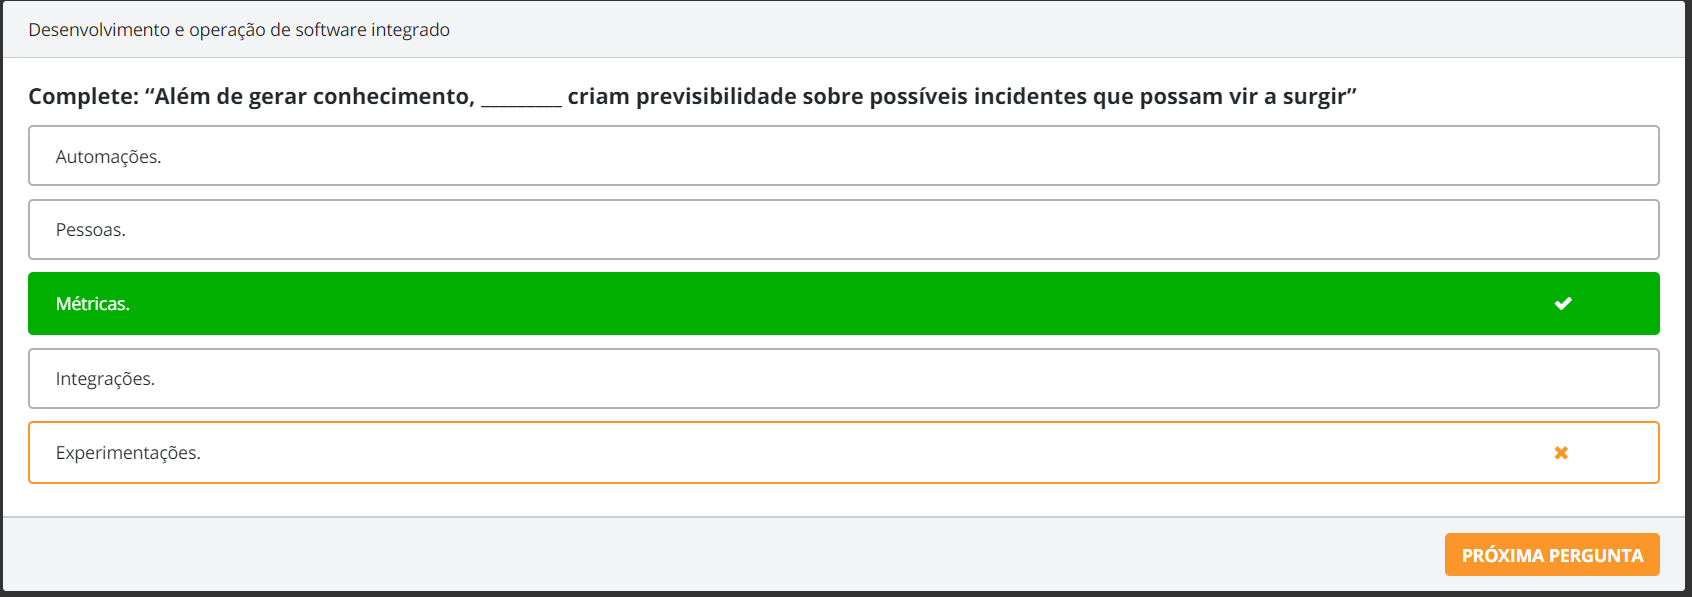 Desenvolvimento e operação de software integrado
Complete: “Além de gerar conhecimento, _________ criam previsibilidade sobre possíveis incidentes que possam vir a surgir”
Automações.
Pessoas.
Métricas.
Integrações.
Experimentações.
PRÓXIMA PERGUNTA